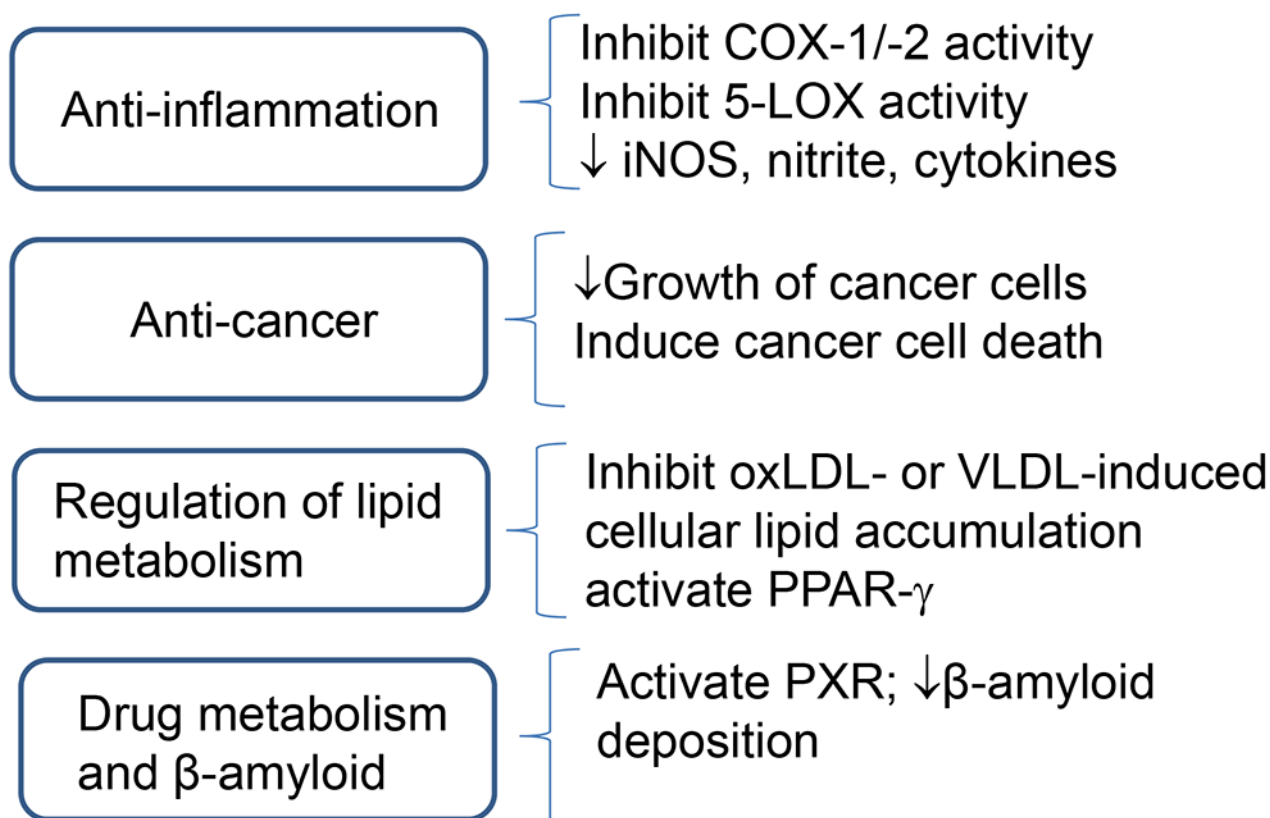 Anti-inflammation
Inhibit COX-1/-2 activity
Inhibit 5-LOX activity
↓ iNOS, nitrite, cytokines
Anti-cancer
↓Growth of cancer cells
Induce cancer cell death
Regulation of lipid
metabolism
Inhibit oxLDL- or VLDL-induced
cellular lipid accumulation
activate PPAR-γ
Drug metabolism
and β-amyloid
Activate PXR; ↓β-amyloid
deposition